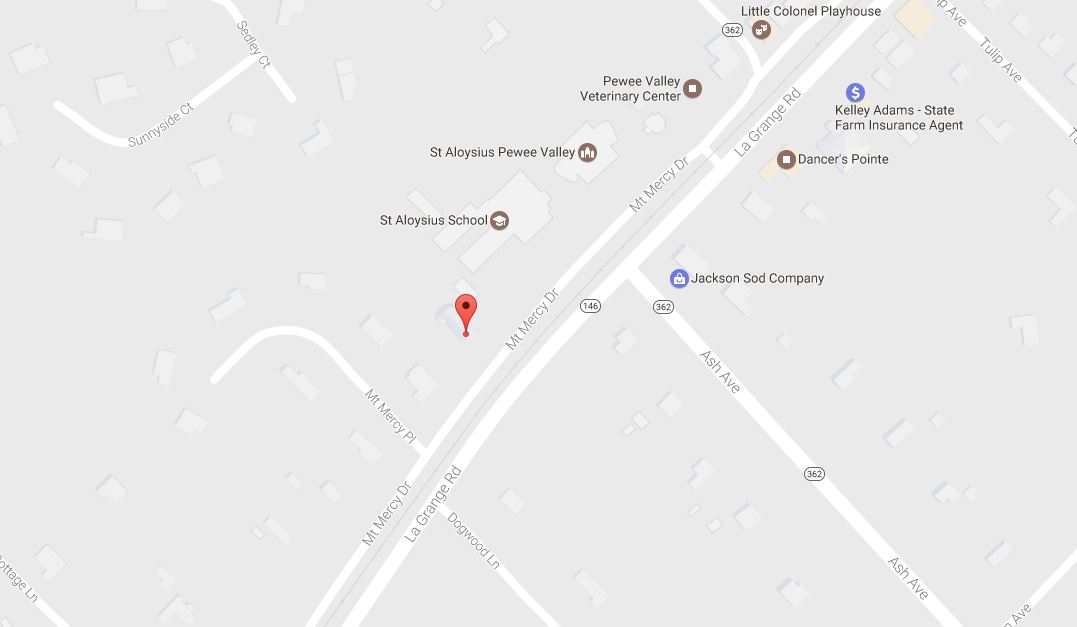 Little Colonel Playhouse
362
Sedley Ct
Tulip Ave
Pewee Valley
Veterinary Center
La Grange Rd
Kelley Adams - State
Farm Insurance Agent
Sunnyside Ct
St Aloysius Pewee Valley
Dancer's Pointe
Mt Mercy Dr
St Aloysius School
Jackson Sod Company
146
362
Mt Mercy Dr
Ash Ave
Mt Mercy Pl
362
La Grange Rd
Mt Mercy Dr
Dogwood Ln
Ash Ave